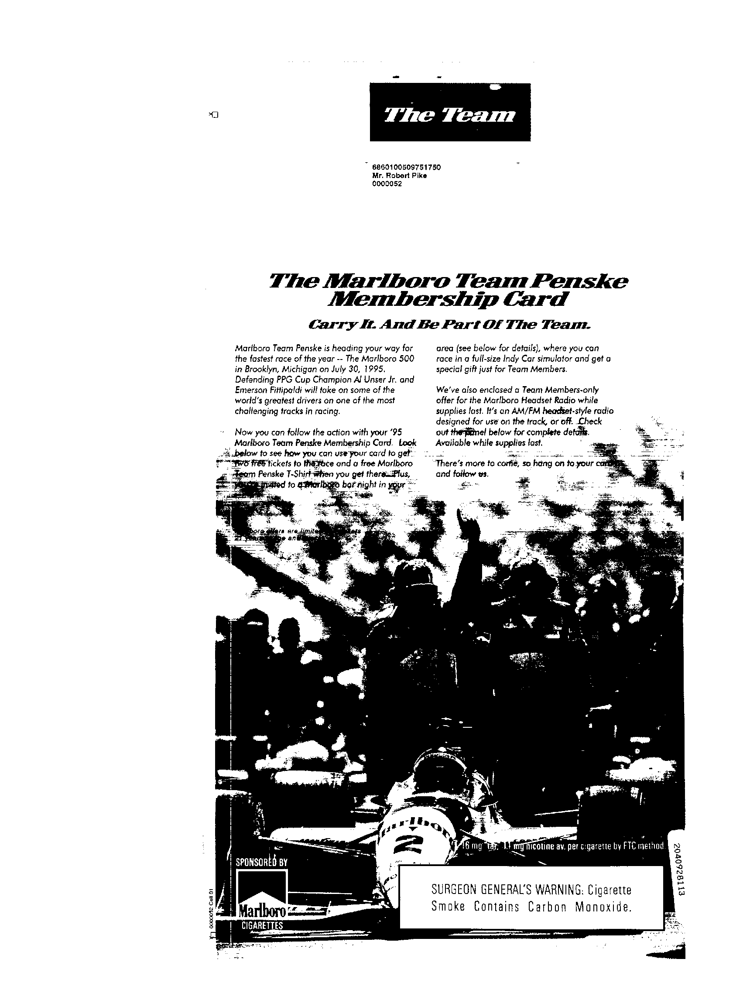 The Team
6860100609751750
Mr. Robert Pike
0000052
The Marlboro Team Penske
Membership Card
Carry It. And Be Part Of The Team.
Marlboro Team Penske is heading your way for
the fastest race of the year -- The Marlboro 500
in Brooklyn, Michigan on July 30, 1995.
Defending PPG Cup Champion Al Unser Jr. and
Emerson Fittipaldi will take on some of the
world's greatest drivers on one of the most
challenging tracks in racing.
Now you can follow the action with your '95
Marlboro Team Penske Membership Card. Look
below to see how you can use your card to get
two free tickets to the race and a free Marlboro
Team Penske T-Shirt when you get there. Plus,
you're invited to a Marlboro bar night in your
area (see below for details), where you can
race in a full-size Indy Car simulator and get a
special gift just for Team Members.
We've also enclosed a Team Members-only
offer for the Marlboro Headset Radio while
supplies last. It's an AM/FM headset-style radio
designed for use on the track, or off. Check
out the panel below for complete details.
Available while supplies last.
There's more to come, so hang on to your card
and follow us.
offers are limited
Marlboro
2
16 mg "tar," 1.1 mg nicotine av. per cigarette by FTC method
SPONSORED BY
Marlboro
CIGARETTES
SURGEON GENERAL'S WARNING: Cigarette
Smoke Contains Carbon Monoxide.
2040926113